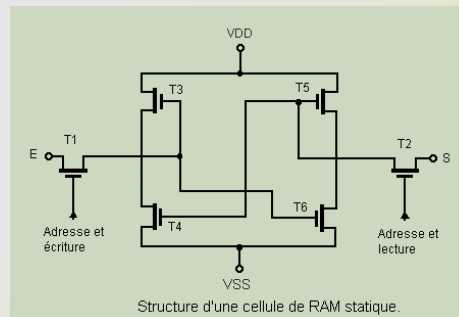 VDD
T3
T5
T1
T2
E
S
T6
T4
Adresse et
écriture
Adresse et
lecture
VSS
Structure d'une cellule de RAM statique.